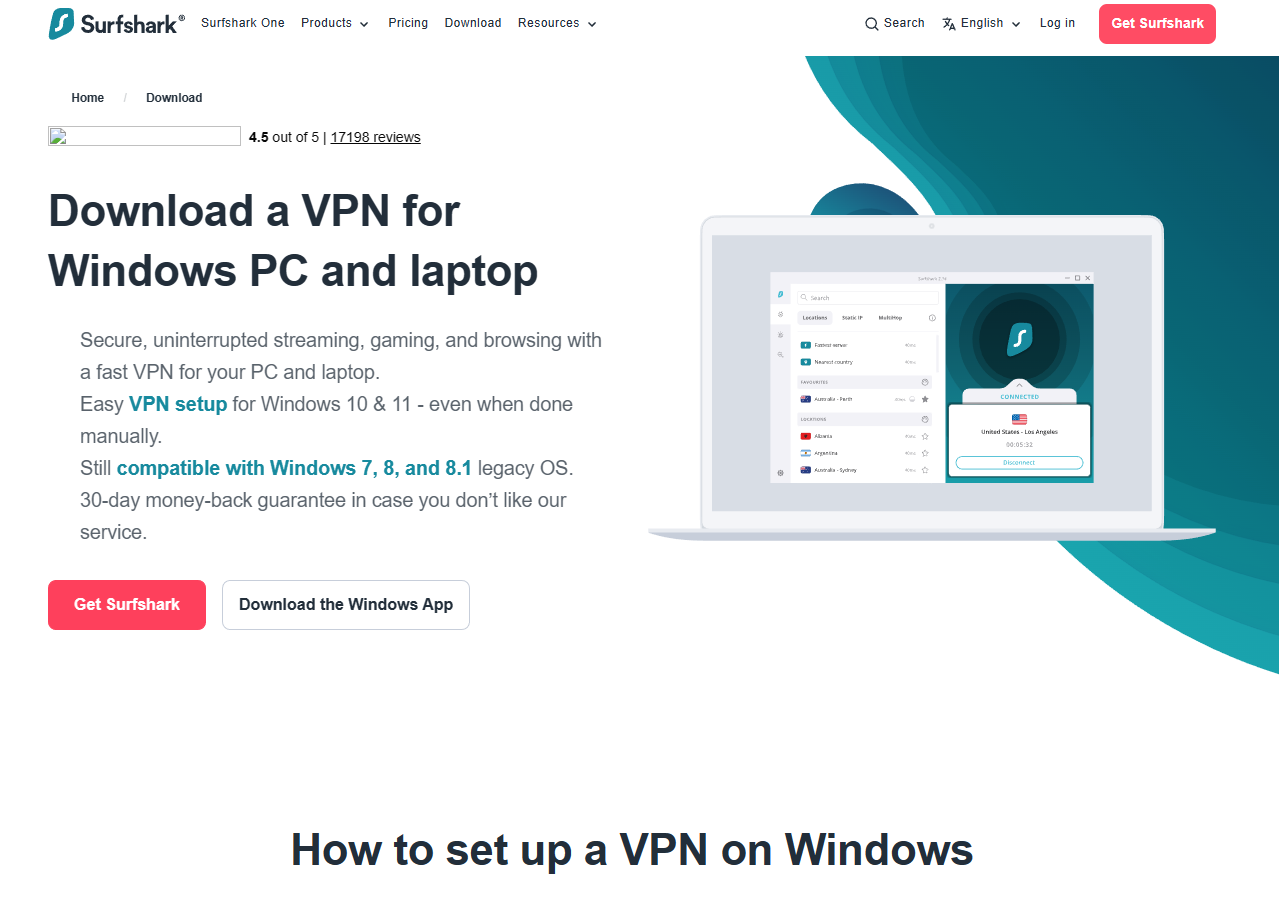 Surfshark®
Surfshark One
Products
Pricing
Download
Resources
Search
English
Log in
Get Surfshark
Home / Download
4.5 out of 5 | 17198 reviews
Download a VPN for
Windows PC and laptop
Secure, uninterrupted streaming, gaming, and browsing with
a fast VPN for your PC and laptop.
Easy VPN setup for Windows 10 & 11 - even when done
manually.
Still compatible with Windows 7, 8, and 8.1 legacy OS.
30-day money-back guarantee in case you don’t like our
service.
Get Surfshark
Download the Windows App
Search
Locations
Static IP
MultiHop
Fastest server
Nearest country
FAVOURITES
Australia - Perth
LOCATIONS
Albania
Argentina
Australia - Sydney
CONNECTED
United States - Los Angeles
00:05:32
Disconnect
How to set up a VPN on Windows